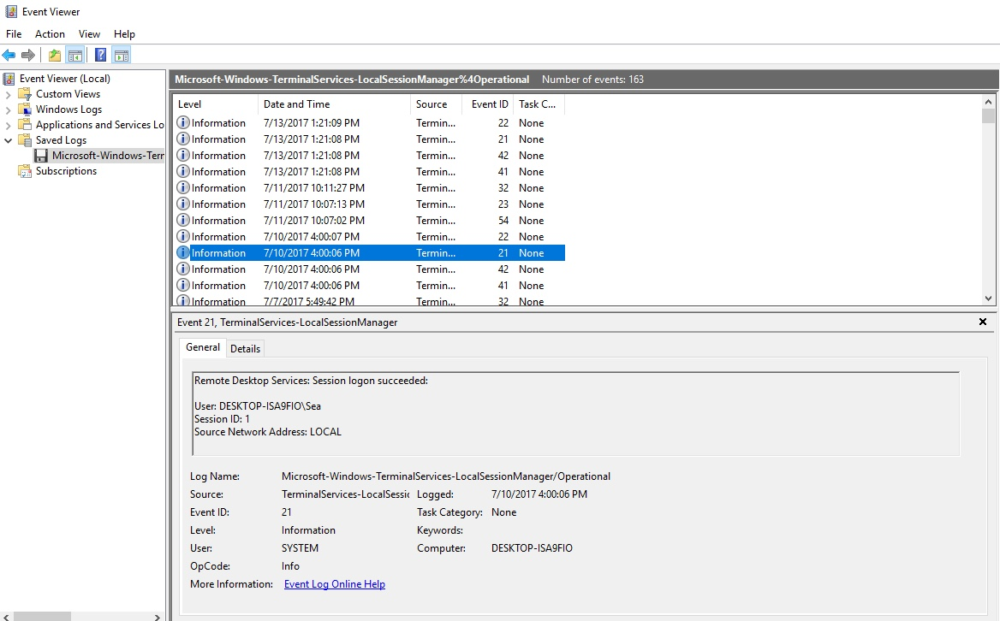 Event Viewer
File Action View Help
Event Viewer (Local)
Custom Views
Windows Logs
Applications and Services Lo
Saved Logs
Microsoft-Windows-Terr
Subscriptions
Microsoft-Windows-TerminalServices-LocalSessionManager%4Operational Number of events: 163
Level Date and Time Source Event ID Task C...
Information 7/13/2017 1:21:09 PM Termin... 22 None
Information 7/13/2017 1:21:08 PM Termin... 21 None
Information 7/13/2017 1:21:08 PM Termin... 42 None
Information 7/13/2017 1:21:08 PM Termin... 41 None
Information 7/11/2017 10:11:27 PM Termin... 32 None
Information 7/11/2017 10:07:13 PM Termin... 23 None
Information 7/11/2017 10:07:02 PM Termin... 54 None
Information 7/10/2017 4:00:07 PM Termin... 22 None
Information 7/10/2017 4:00:06 PM Termin... 21 None
Information 7/10/2017 4:00:06 PM Termin... 42 None
Information 7/10/2017 4:00:06 PM Termin... 41 None
Information 7/7/2017 5:49:42 PM Termin... 32 None
Event 21, TerminalServices-LocalSessionManager
General Details
Remote Desktop Services: Session logon succeeded:
User: DESKTOP-ISA9FIO\Sea
Session ID: 1
Source Network Address: LOCAL
Log Name: Microsoft-Windows-TerminalServices-LocalSessionManager/Operational
Source: TerminalServices-LocalSessic Logged: 7/10/2017 4:00:06 PM
Event ID: 21 Task Category: None
Level: Information Keywords:
User: SYSTEM Computer: DESKTOP-ISA9FIO
OpCode: Info
More Information: Event Log Online Help